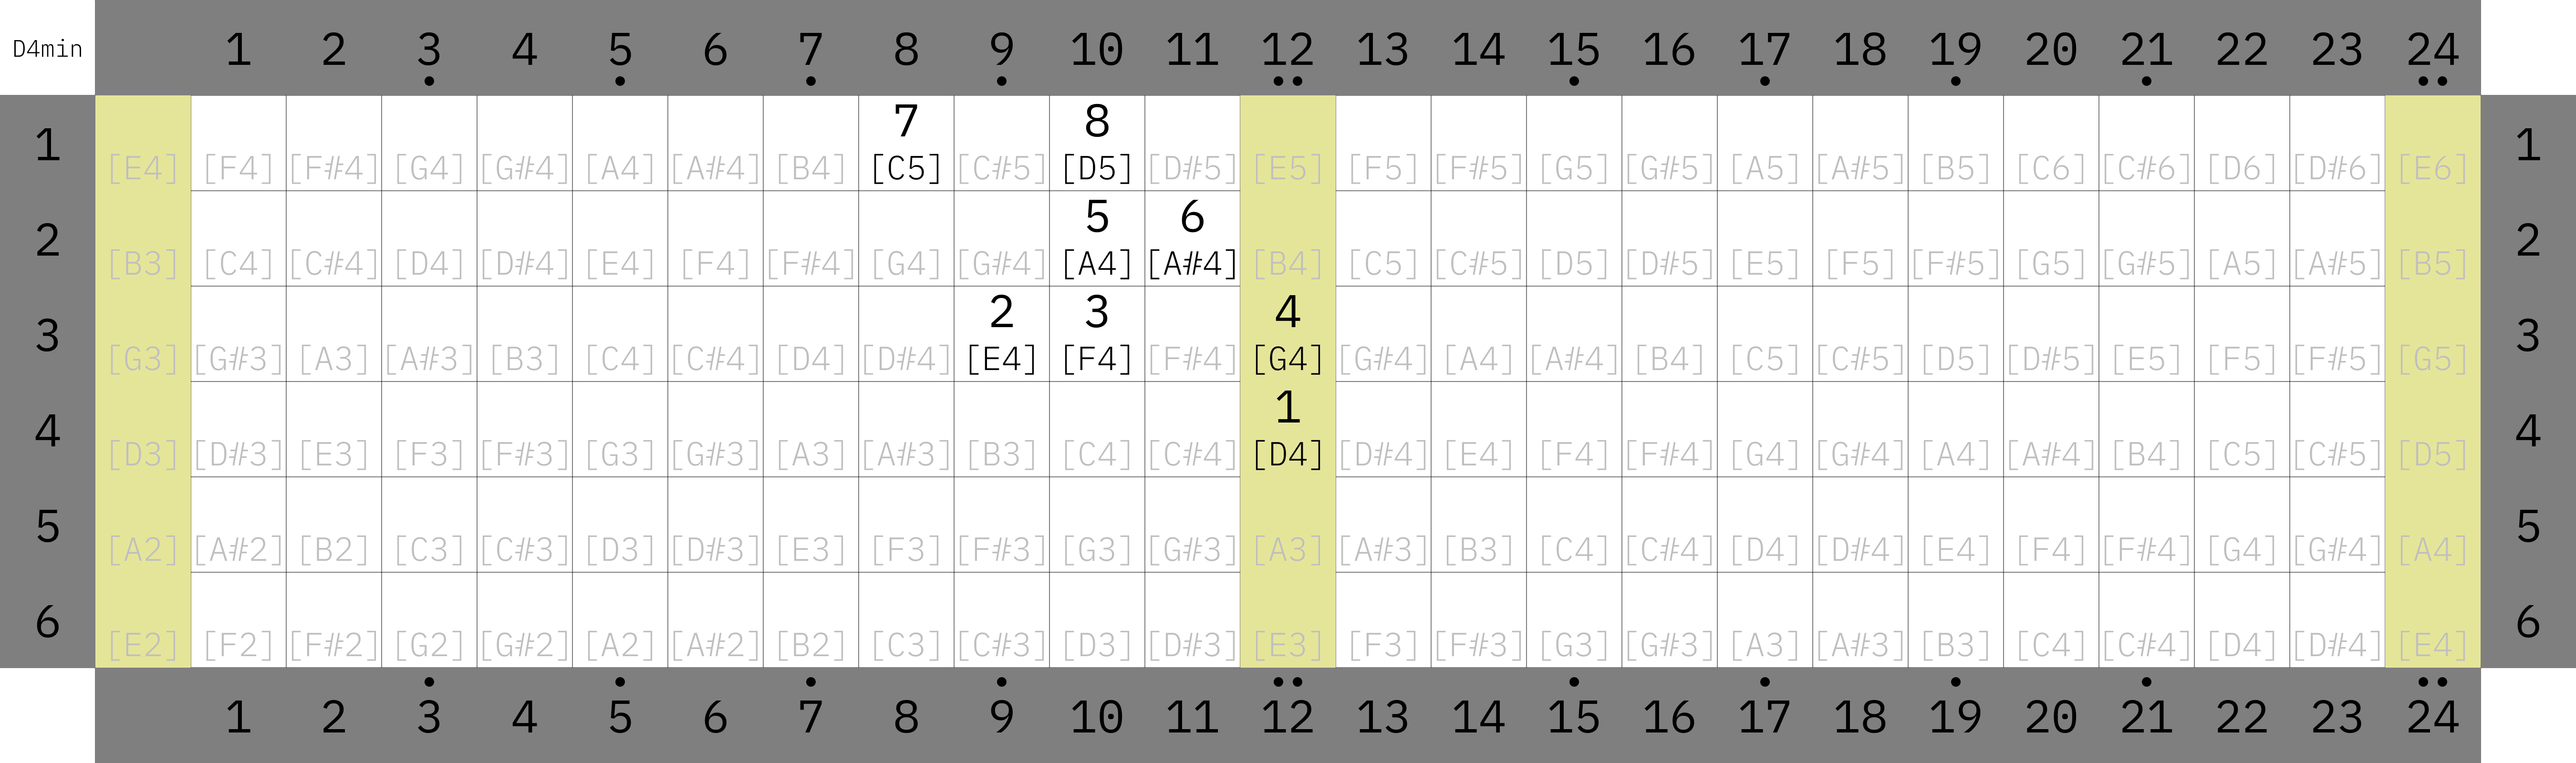 D4min 1 2 3 4 5 6 7 8 9 10 11 12 13 14 15 16 17 18 19 20 21 22 23 24
7 8
1 [E4] [F4] [F#4] [G4] [G#4] [A4] [A#4] [B4] [C5] [C#5] [D5] [D#5] [E5] [F5] [F#5] [G5] [G#5] [A5] [A#5] [B5] [C6] [C#6] [D6] [D#6] [E6] 1
5 6
2 [B3] [C4] [C#4] [D4] [D#4] [E4] [F4] [F#4] [G4] [G#4] [A4] [A#4] [B4] [C5] [C#5] [D5] [D#5] [E5] [F5] [F#5] [G5] [G#5] [A5] [A#5] [B5] 2
2 3 4
3 [G3] [G#3] [A3] [A#3] [B3] [C4] [C#4] [D4] [D#4] [E4] [F4] [F#4] [G4] [G#4] [A4] [A#4] [B4] [C5] [C#5] [D5] [D#5] [E5] [F5] [F#5] [G5] 3
1
4 [D3] [D#3] [E3] [F3] [F#3] [G3] [G#3] [A3] [A#3] [B3] [C4] [C#4] [D4] [D#4] [E4] [F4] [F#4] [G4] [G#4] [A4] [A#4] [B4] [C5] [C#5] [D5] 4
5 [A2] [A#2] [B2] [C3] [C#3] [D3] [D#3] [E3] [F3] [F#3] [G3] [G#3] [A3] [A#3] [B3] [C4] [C#4] [D4] [D#4] [E4] [F4] [F#4] [G4] [G#4] [A4] 5
6 [E2] [F2] [F#2] [G2] [G#2] [A2] [A#2] [B2] [C3] [C#3] [D3] [D#3] [E3] [F3] [F#3] [G3] [G#3] [A3] [A#3] [B3] [C4] [C#4] [D4] [D#4] [E4] 6
1 2 3 4 5 6 7 8 9 10 11 12 13 14 15 16 17 18 19 20 21 22 23 24